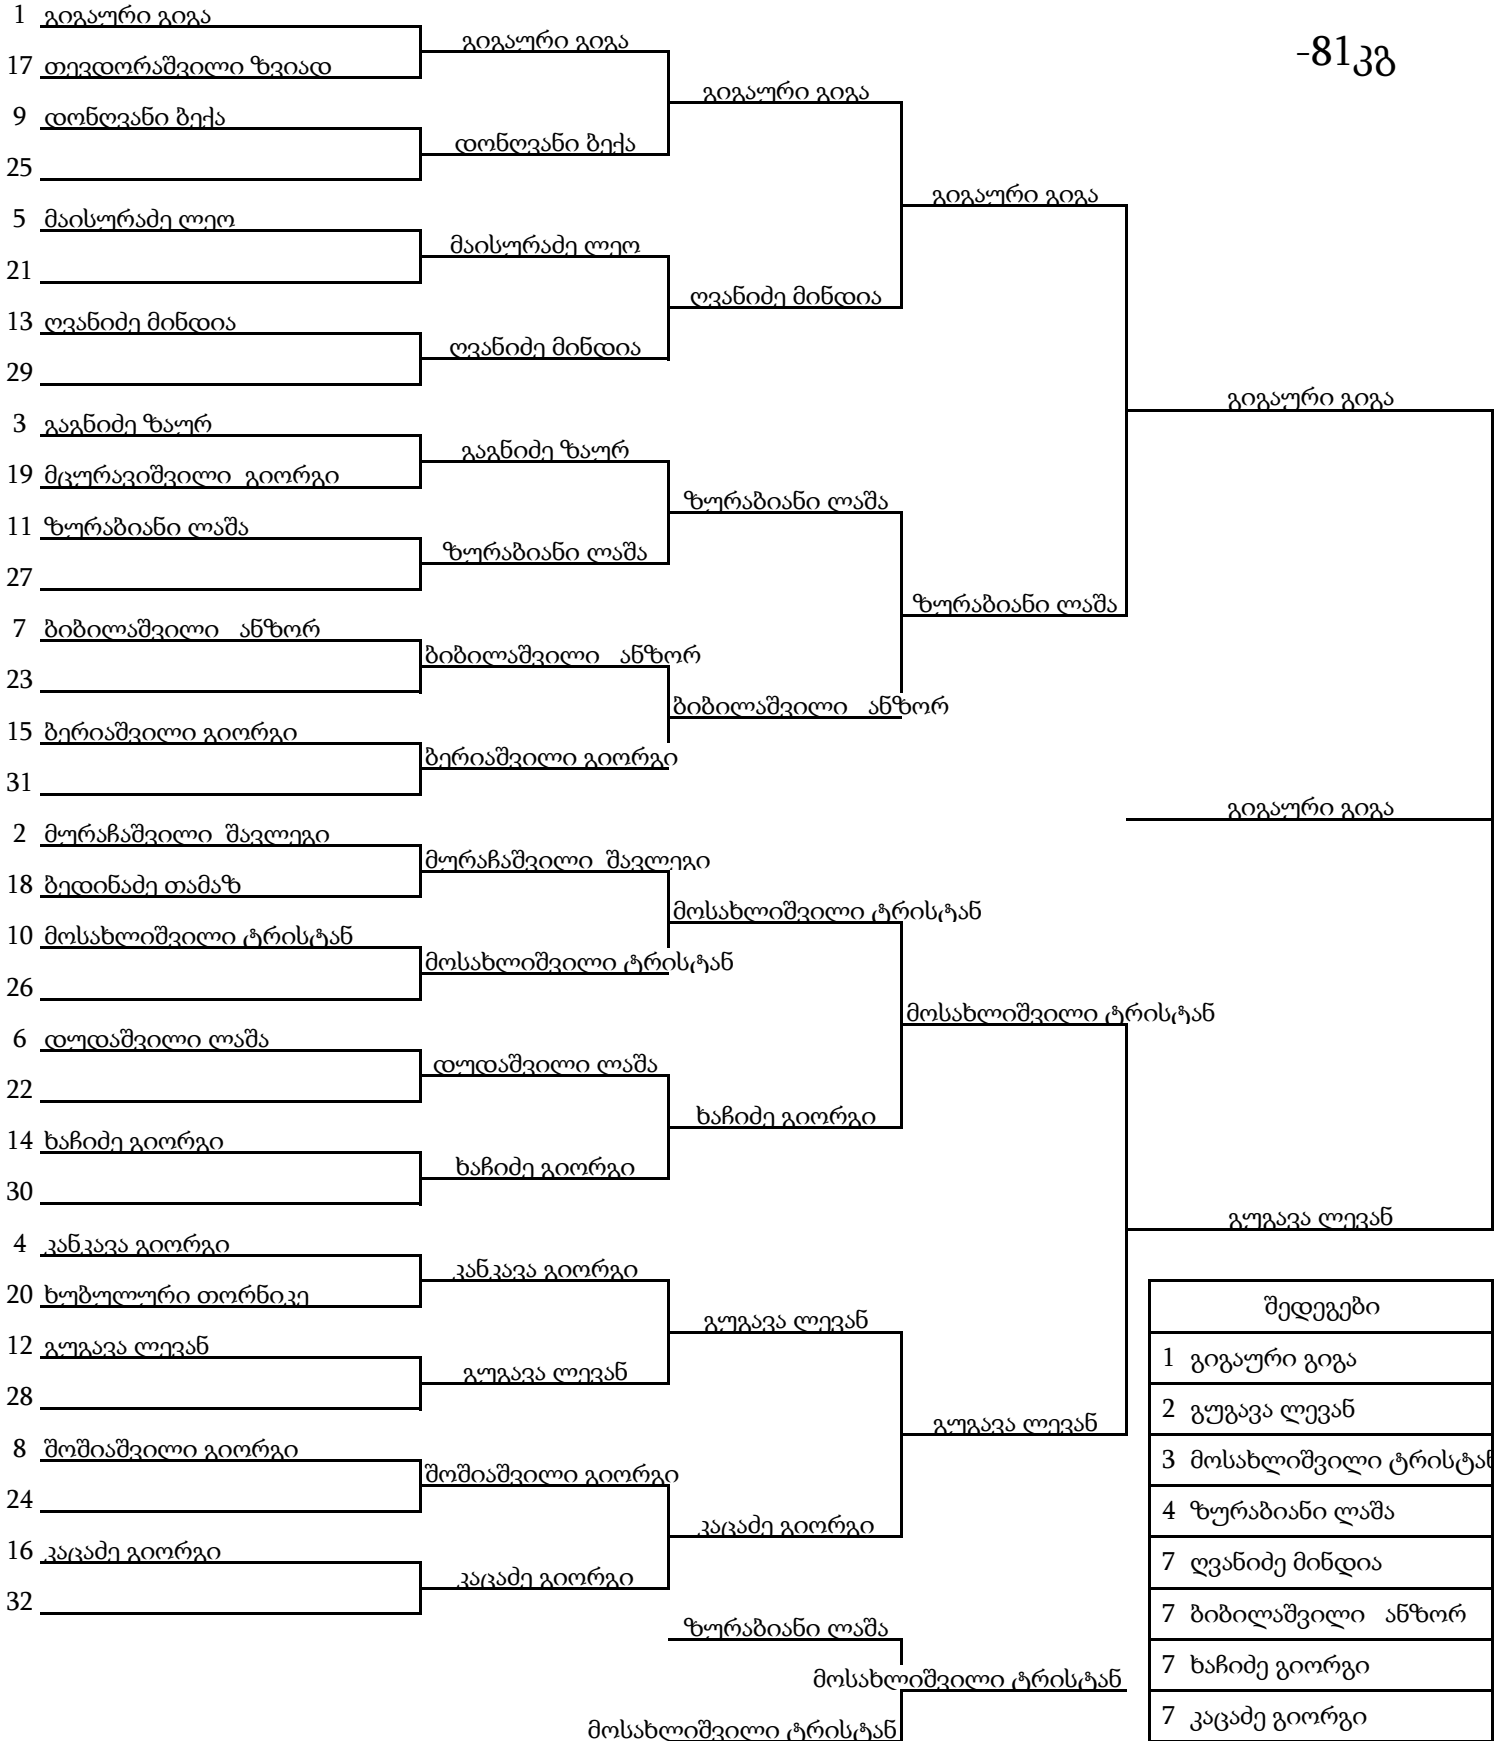 1 გიგაური გიგა
17 თევდორაშვილი ზვიად
9 დონღვანი ბექა
25
5 მაისურაძე ლეო
21
13 ღვანიძე მინდია
29
3 გაგნიძე ზაურ
19 მცურავიშვილი გიორგი
11 ზურაბიანი ლაშა
27
7 ბიბილაშვილი ანზორ
23
15 ბერიაშვილი გიორგი
31
2 მურაჩაშვილი შავლეგი
18 ბედინაძე თამაზ
10 მოსახლიშვილი ტრისტან
26
6 დუდაშვილი ლაშა
22
14 ხაჩიძე გიორგი
30
4 კანკავა გიორგი
20 ხუბულური თორნიკე
12 გუგავა ლევან
28
8 შოშიაშვილი გიორგი
24
16 კაცაძე გიორგი
32
გიგაური გიგა
დონღვანი ბექა
მაისურაძე ლეო
ღვანიძე მინდია
გაგნიძე ზაურ
ზურაბიანი ლაშა
ბიბილაშვილი ანზორ
ბერიაშვილი გიორგი
მურაჩაშვილი შავლეგი
მოსახლიშვილი ტრისტან
დუდაშვილი ლაშა
ხაჩიძე გიორგი
კანკავა გიორგი
გუგავა ლევან
შოშიაშვილი გიორგი
კაცაძე გიორგი
გიგაური გიგა
ღვანიძე მინდია
ზურაბიანი ლაშა
ბიბილაშვილი ანზორ
მოსახლიშვილი ტრისტან
ხაჩიძე გიორგი
გუგავა ლევან
კაცაძე გიორგი
გიგაური გიგა
ზურაბიანი ლაშა
მოსახლიშვილი ტრისტან
გუგავა ლევან
-81კგ
გიგაური გიგა
გიგაური გიგა
გუგავა ლევან
ზურაბიანი ლაშა
მოსახლიშვილი ტრისტან
მოსახლიშვილი ტრისტან
შედეგები
1 გიგაური გიგა
2 გუგავა ლევან
3 მოსახლიშვილი ტრისტან
4 ზურაბიანი ლაშა
7 ღვანიძე მინდია
7 ბიბილაშვილი ანზორ
7 ხაჩიძე გიორგი
7 კაცაძე გიორგი